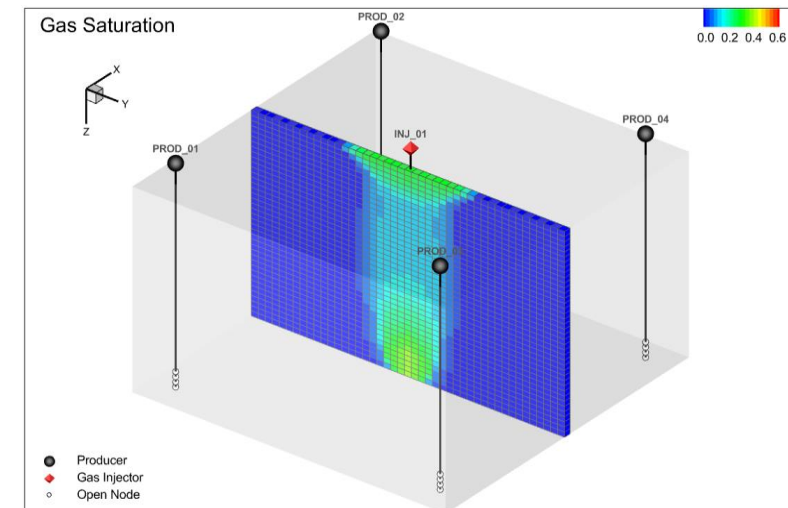 Gas Saturation
PROD_02
0.0 0.2 0.4 0.6
X
Y
Z
PROD_04
INJ_01
PROD_01
Producer
Gas Injector
Open Node